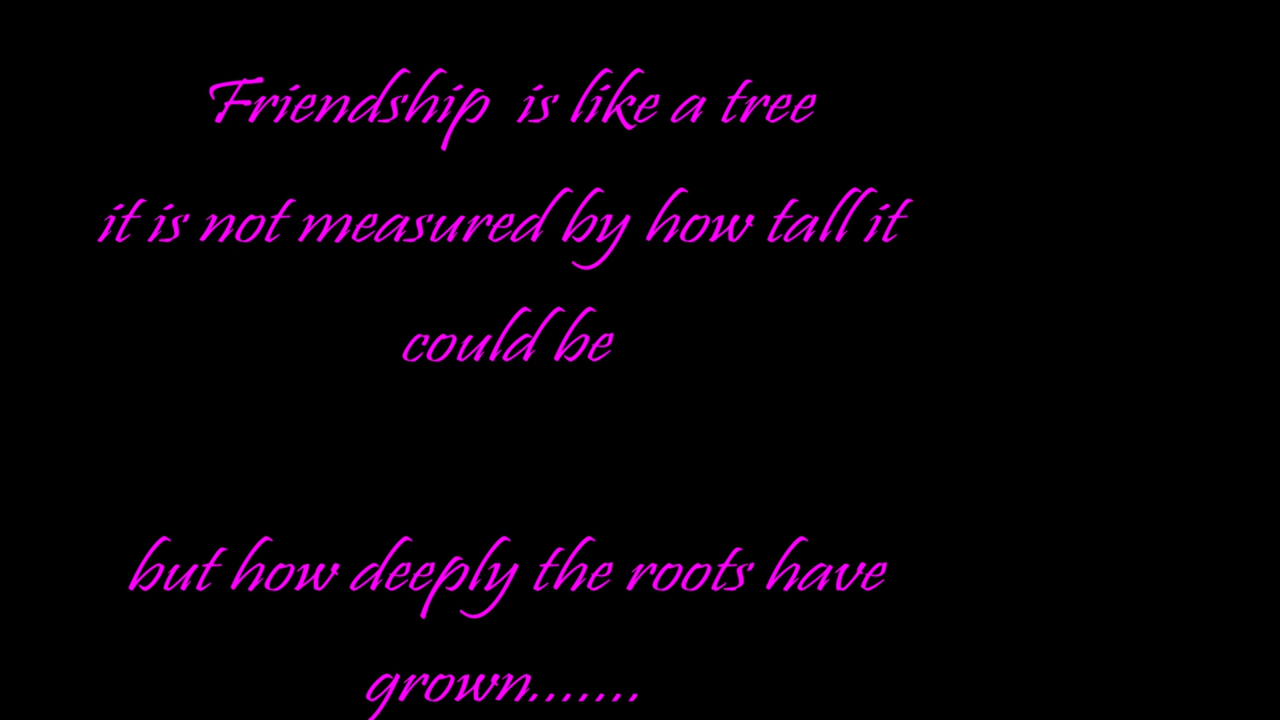 Friendship is like a tree
it is not measured by how tall it
could be
but how deeply the roots have
grown.......